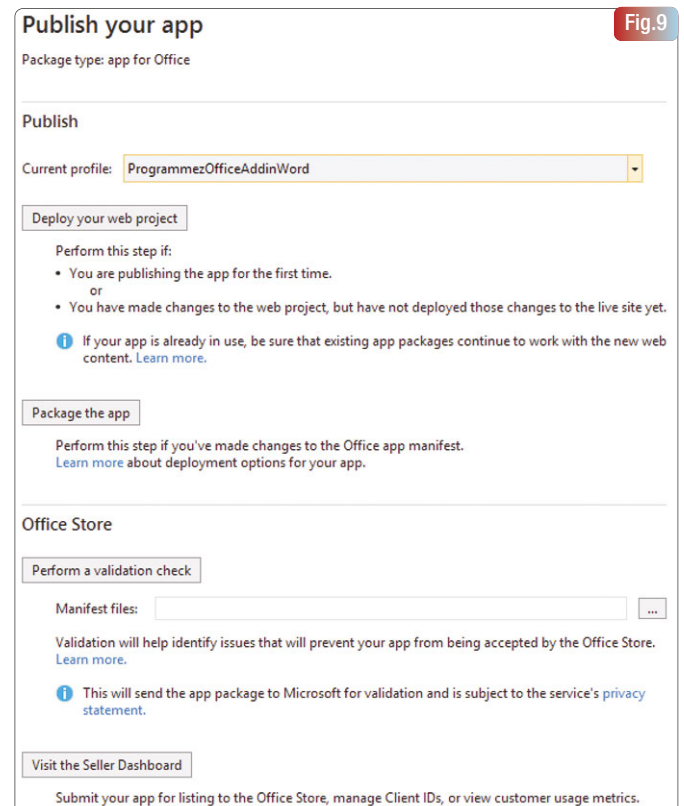 Publish your app
Fig.9
Package type: app for Office
Publish
Current profile: ProgrammezOfficeAddinWord
Deploy your web project
Perform this step if:
• You are publishing the app for the first time.
or
• You have made changes to the web project, but have not deployed those changes to the live site yet.
If your app is already in use, be sure that existing app packages continue to work with the new web
content. Learn more.
Package the app
Perform this step if you've made changes to the Office app manifest.
Learn more about deployment options for your app.
Office Store
Perform a validation check
Manifest files:
...
Validation will help identify issues that will prevent your app from being accepted by the Office Store.
Learn more.
This will send the app package to Microsoft for validation and is subject to the service's privacy
statement.
Visit the Seller Dashboard
Submit your app for listing to the Office Store, manage Client IDs, or view customer usage metrics.